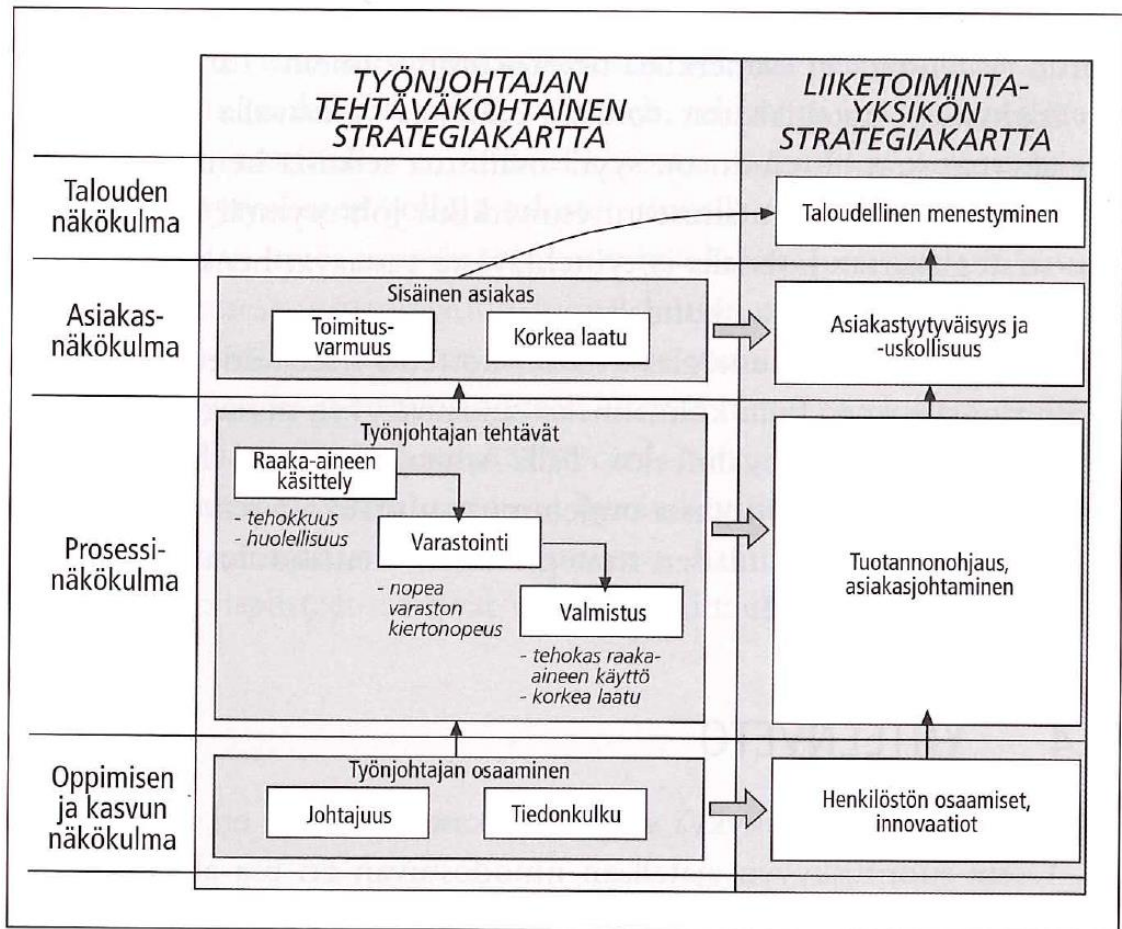 TYÖNJOHTAJAN
TEHTÄVÄKOHTAINEN
STRATEGIAKARTTA
LIIKETOIMINTA-
YKSIKÖN
STRATEGIAKARTTA
Talouden
näkökulma
Taloudellinen menestyminen
Asiakas-
näkökulma
Sisäinen asiakas
Toimitus-
varmuus
Korkea laatu
Asiakastyytyväisyys ja
-uskollisuus
Prosessi-
näkökulma
Työnjohtajan tehtävät
Raaka-aineen
käsittely
- tehokkuus
- huolellisuus
Varastointi
- nopea
varaston
kiertonopeus
Valmistus
- tehokas raaka-
aineen käyttö
- korkea laatu
Tuotannonohjaus,
asiakasjohtaminen
Oppimisen
ja kasvun
näkökulma
Työnjohtajan osaaminen
Johtajuus
Tiedonkulku
Henkilöstön osaamiset,
innovaatiot